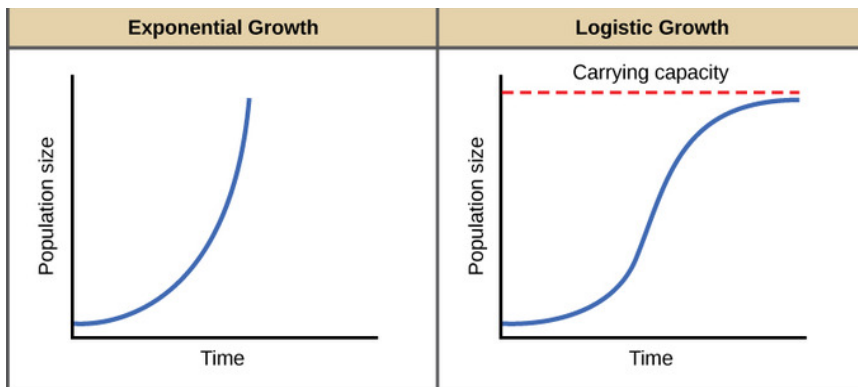 Exponential Growth
Population size
Time
Logistic Growth
Carrying capacity
Population size
Time